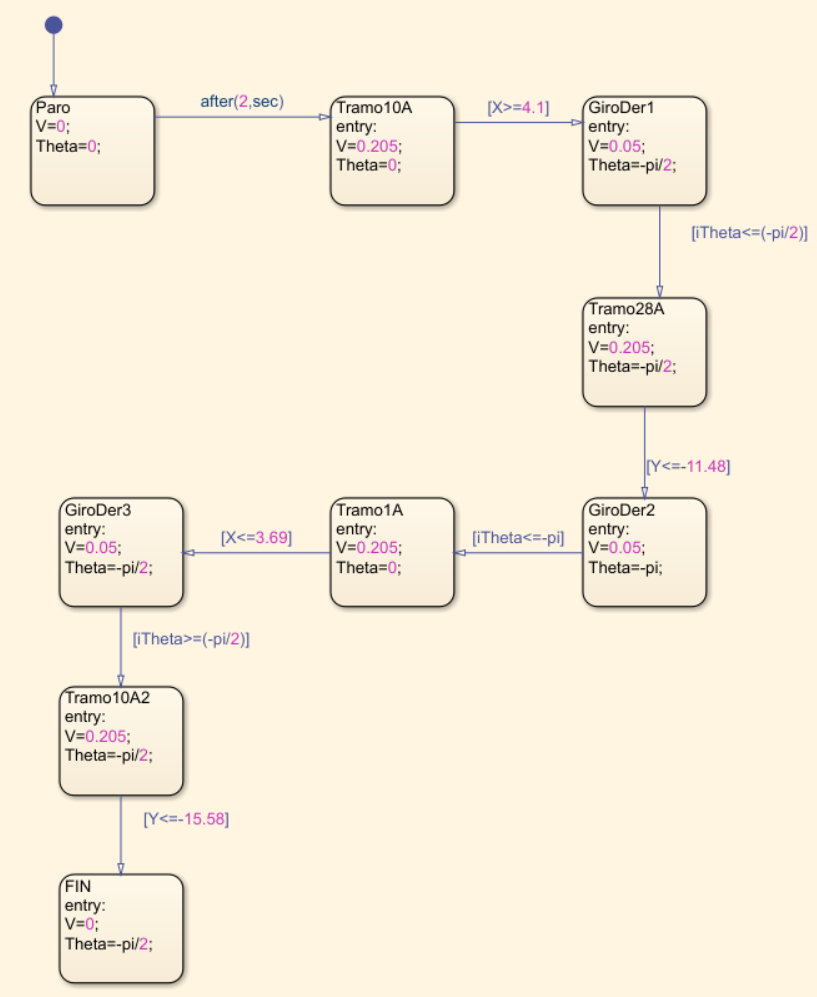 Paro
V=0;
Theta=0;
after(2,sec)
Tramo10A
entry:
V=0.205;
Theta=0;
[X>=4.1]
GiroDer1
entry:
V=0.05;
Theta=-pi/2;
[iTheta<=(-pi/2)]
Tramo28A
entry:
V=0.205;
Theta=-pi/2;
[Y<=-11.48]
GiroDer2
entry:
V=0.05;
Theta=-pi;
[iTheta<=-pi]
Tramo1A
entry:
V=0.205;
Theta=0;
[X<=3.69]
GiroDer3
entry:
V=0.05;
Theta=-pi/2;
[iTheta>=(-pi/2)]
Tramo10A2
entry:
V=0.205;
Theta=-pi/2;
[Y<=-15.58]
FIN
entry:
V=0;
Theta=-pi/2;